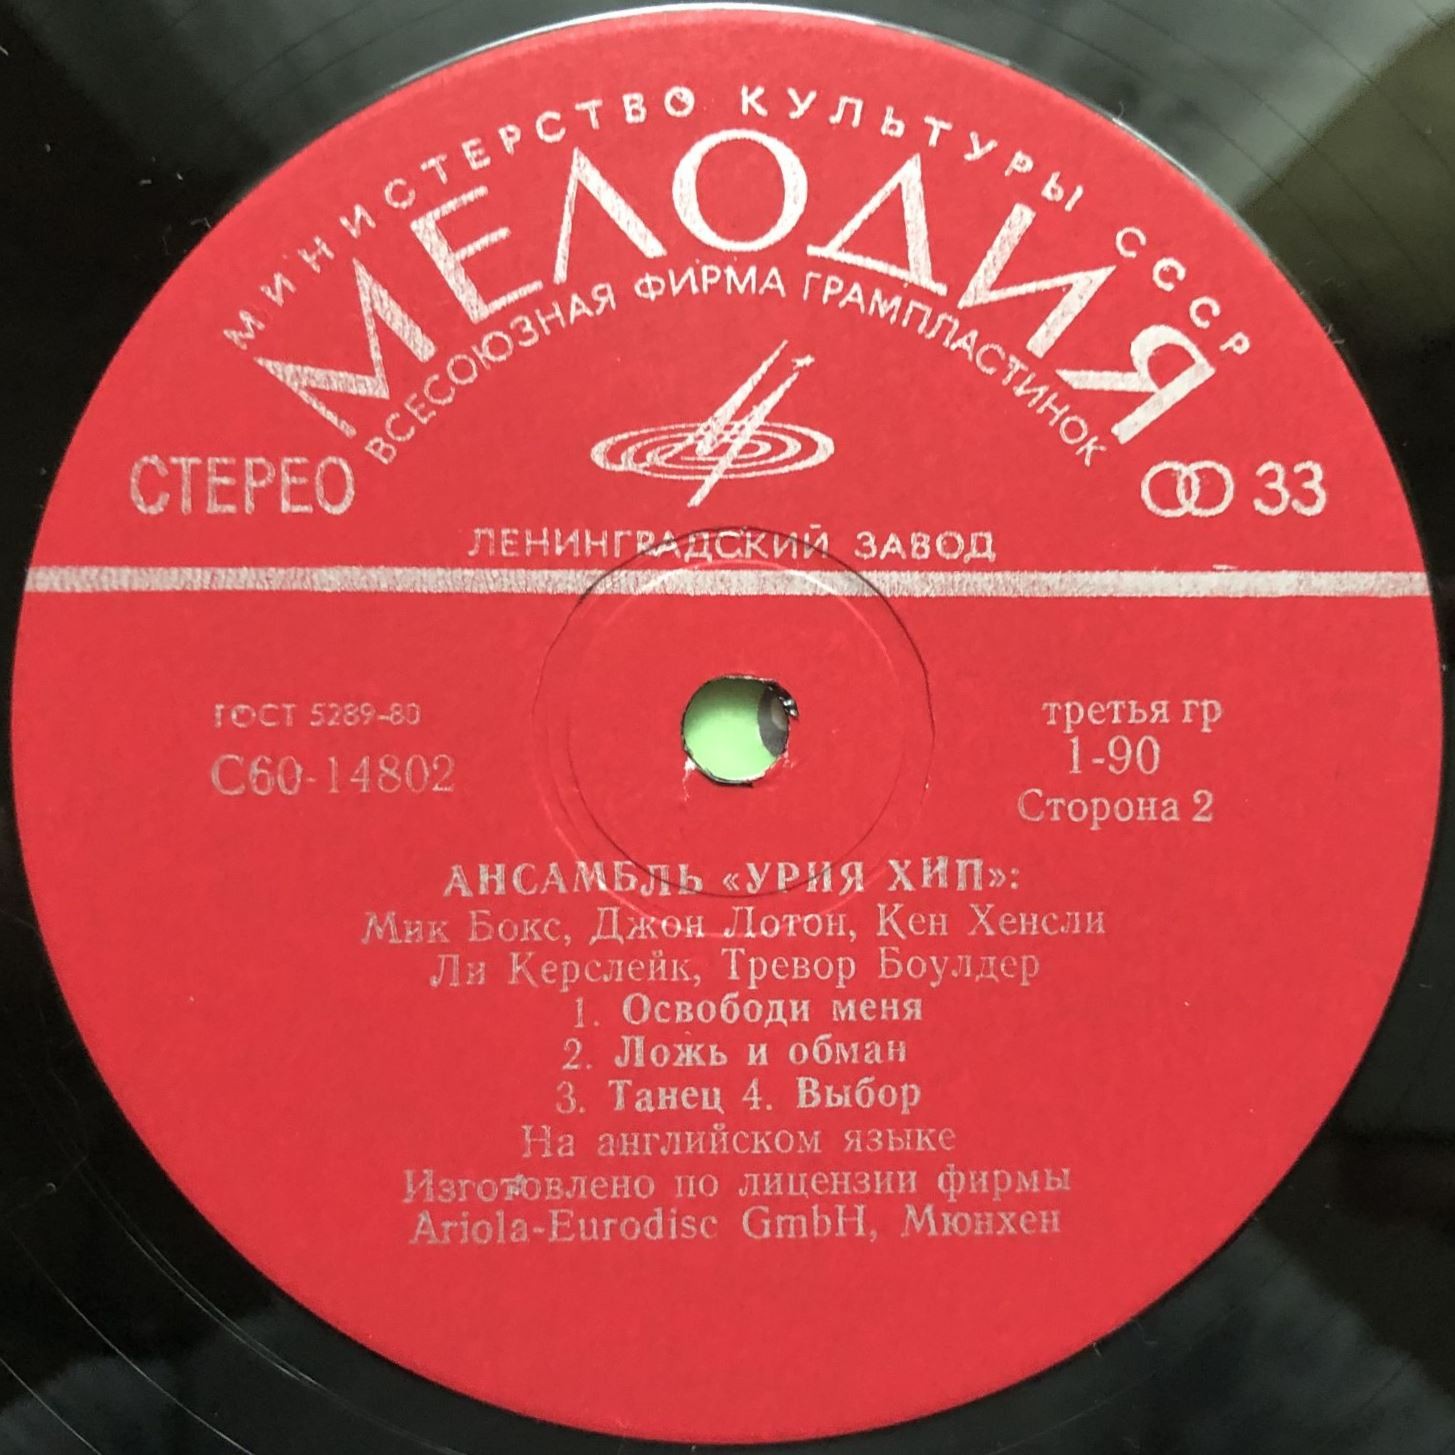 МИНИСТЕРСТВО КУЛЬТУРЫ СССР
МЕЛОДИЯ
ВСЕСОЮЗНАЯ ФИРМА ГРАМПЛАСТИНОК
СТЕРЕО
33
ЛЕНИНГРАДСКИЙ ЗАВОД
ГОСТ 5289-80
С60-14802
третья гр
1-90
Сторона 2
АНСАМБЛЬ «УРИЯ ХИП»:
Мик Бокс, Джон Лотон, Кен Хенсли
Ли Керслейк, Тревор Боулдер
1. Освободи меня
2. Ложь и обман
3. Танец 4. Выбор
На английском языке
Изготовлено по лицензии фирмы
Ariola-Eurodisc GmbH, Мюнхен